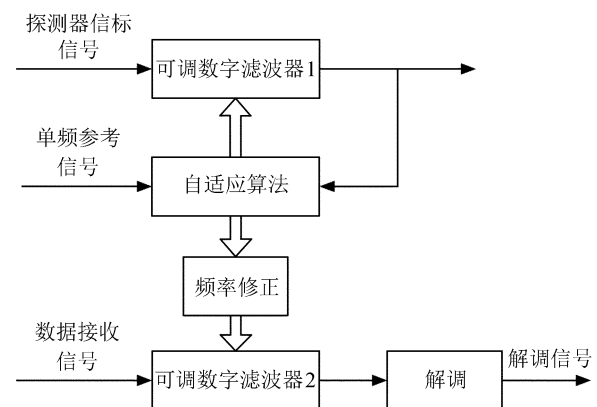 探测器信标
信号
可调数字滤波器1
单频参考
信号
自适应算法
频率修正
数据接收
信号
可调数字滤波器2
解调
解调信号